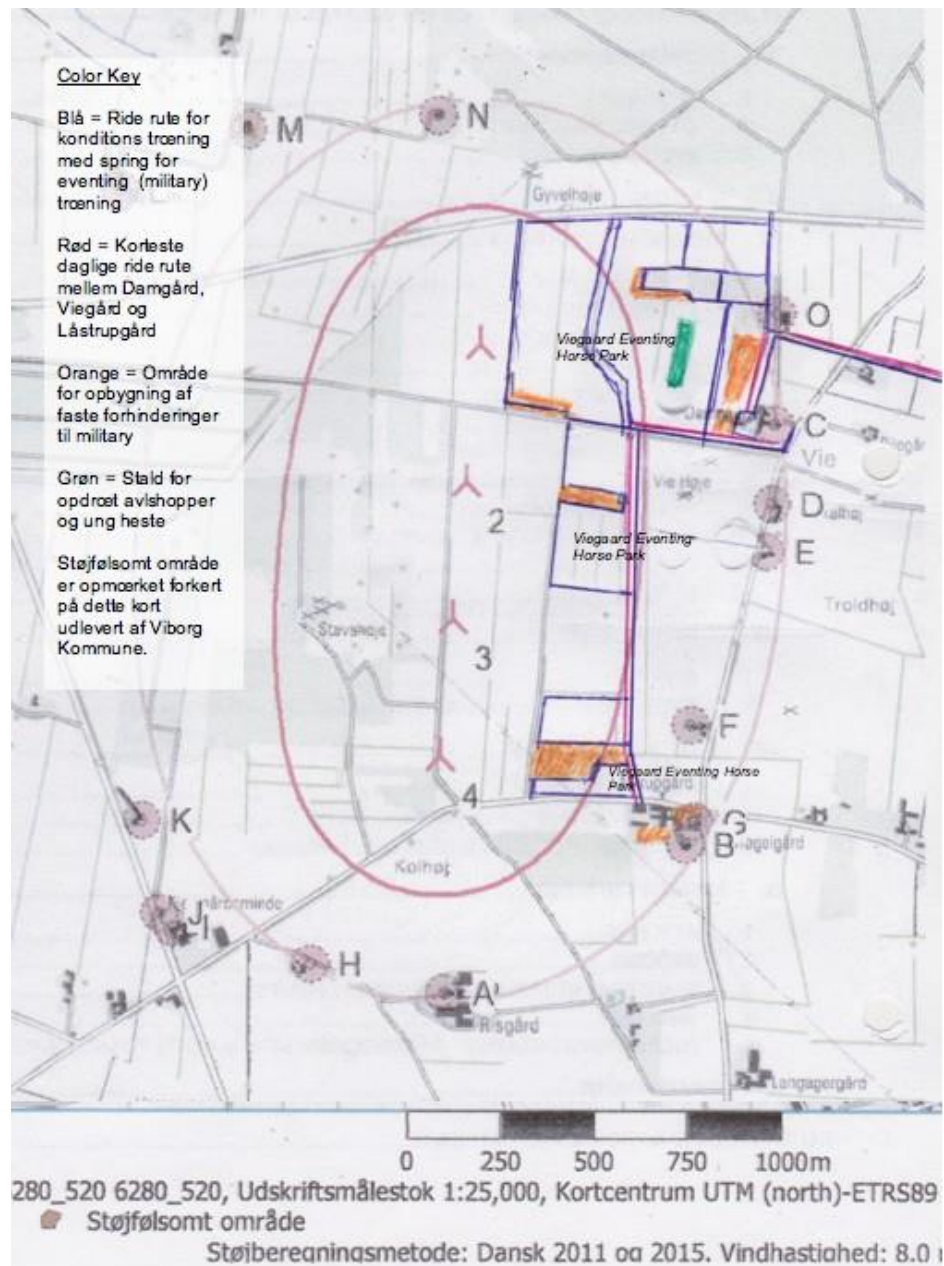 Color Key
Blå = Ride rute for
konditions træning
med spring for
eventing (military)
træning
Rød = Korteste
daglige ride rute
mellem Damgård,
Viegård og
Låstrupgård
Orange = Område
for opbygning af
faste forhinderinger
til military
Grøn = Stald for
opdræt avlshopper
og ung heste
Støjfølsomt område
er opmærket forkert
på dette kort
udlevert af Viborg
Kommune.
M
N
Gyvelhøje
O
Viegaard Eventing
Horse Park
C
Vie
Vie Høje
D
2
E
Viegaard Eventing
Horse Park
Troldhøj
Stavshøje
3
F
Viegaard Eventing Horse
Park
4
G
K
B
Kolhøj
J
I
H
A
Risgård
Langagergård
0 250 500 750 1000m
280_520 6280_520, Udskriftsmålestok 1:25,000, Kortcentrum UTM (north)-ETRS89
Støjfølsomt område
Støjberegningsmetode: Dansk 2011 og 2015. Vindhastighed: 8.0